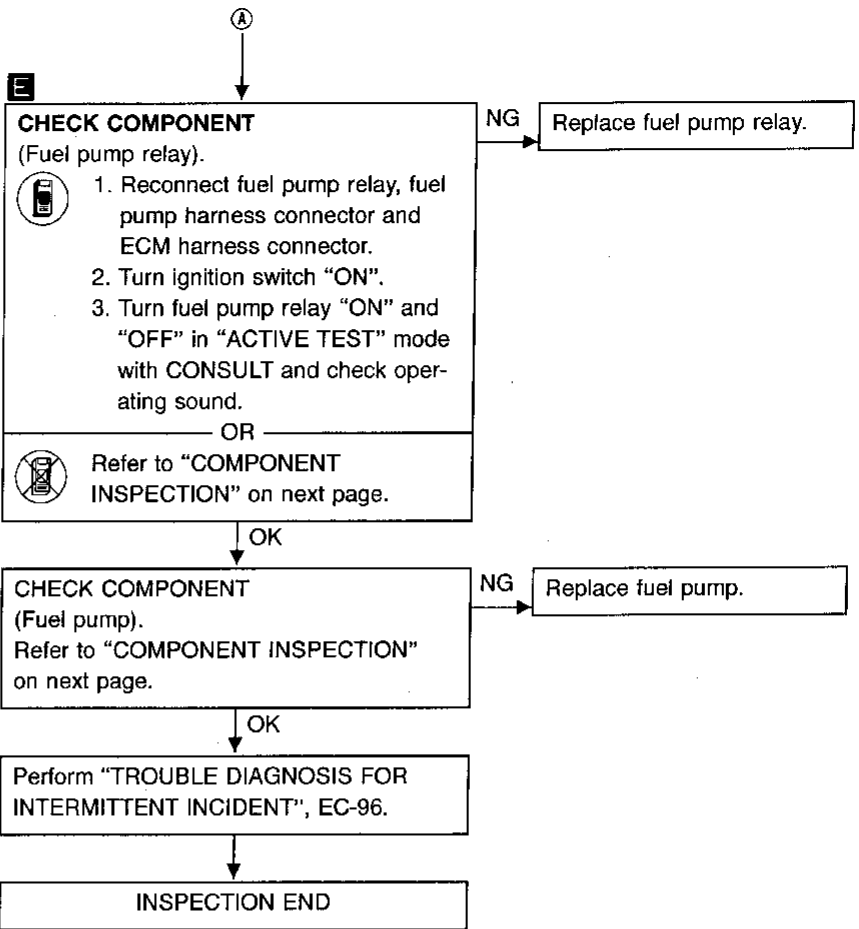 A
E
CHECK COMPONENT
(Fuel pump relay).
1. Reconnect fuel pump relay, fuel
pump harness connector and
ECM harness connector.
2. Turn ignition switch “ON”.
3. Turn fuel pump relay “ON” and
“OFF” in “ACTIVE TEST” mode
with CONSULT and check oper-
ating sound.
OR
Refer to “COMPONENT
INSPECTION” on next page.
NG
Replace fuel pump relay.
OK
CHECK COMPONENT
(Fuel pump).
Refer to “COMPONENT INSPECTION”
on next page.
NG
Replace fuel pump.
OK
Perform “TROUBLE DIAGNOSIS FOR
INTERMITTENT INCIDENT”, EC-96.
INSPECTION END